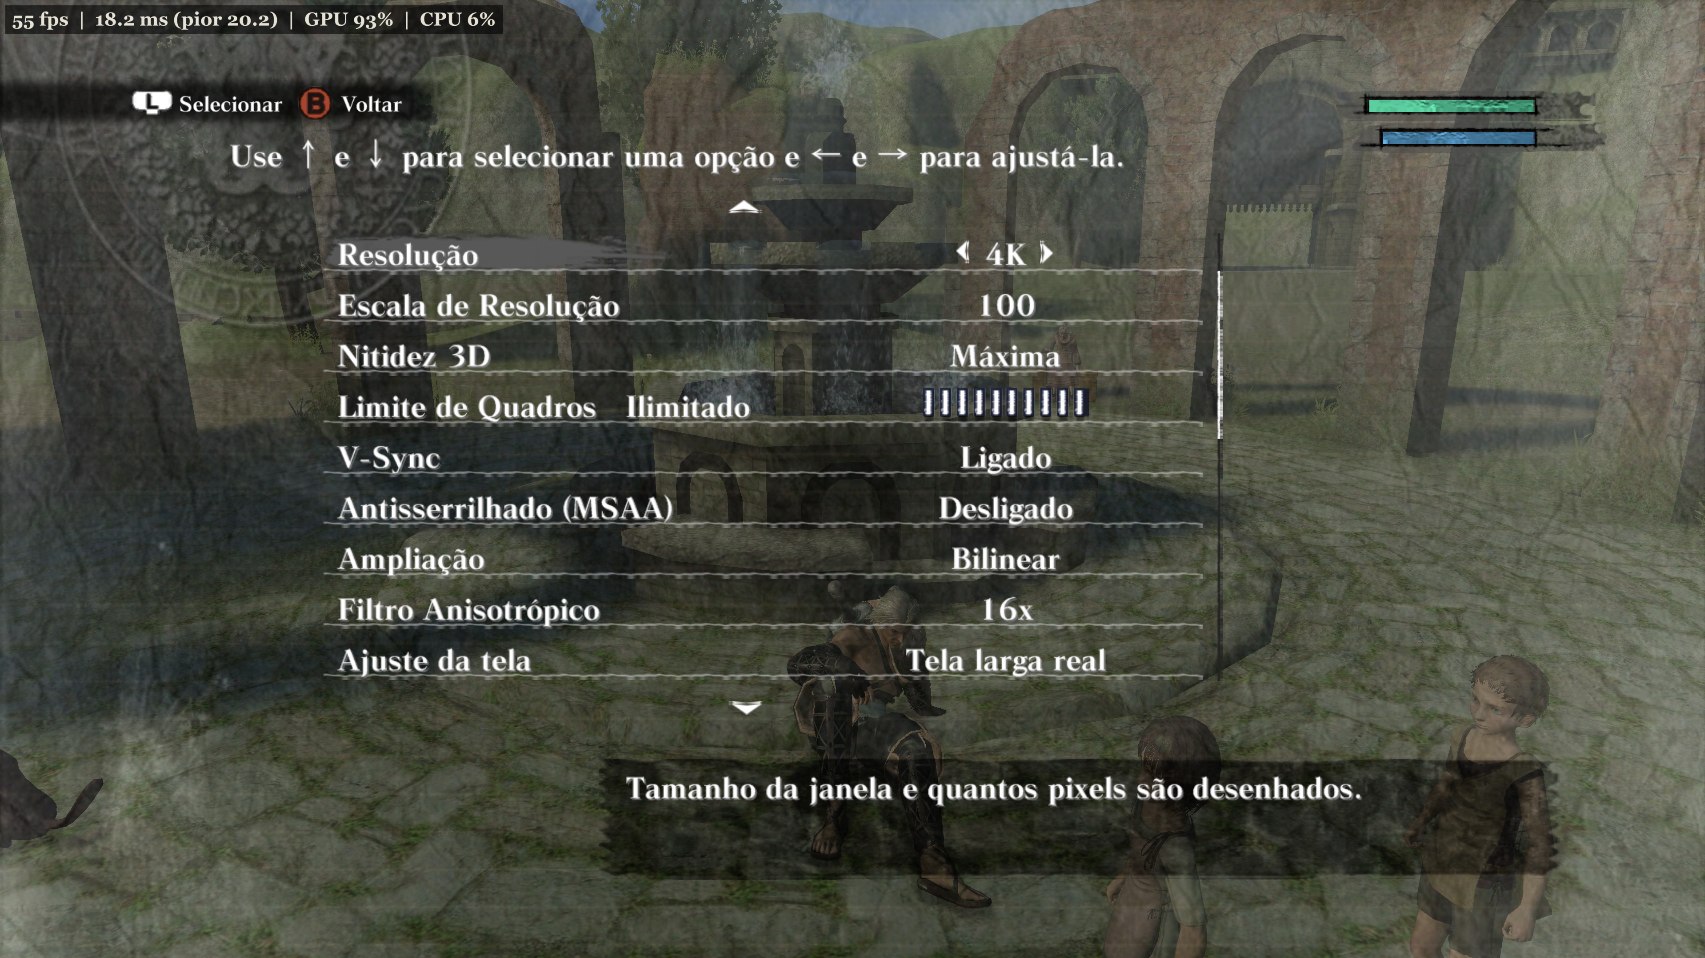 55 fps | 18.2 ms (pior 20.2) | GPU 93% | CPU 6%
L Selecionar B Voltar
Use ↑ e ↓ para selecionar uma opção e ← e → para ajustá-la.
Resolução 4K
Escala de Resolução 100
Nitidez 3D Máxima
Limite de Quadros Ilimitado
V-Sync Ligado
Antisserrilhado (MSAA) Desligado
Ampliação Bilinear
Filtro Anisotrópico 16x
Ajuste da tela Tela larga real
Tamanho da janela e quantos pixels são desenhados.